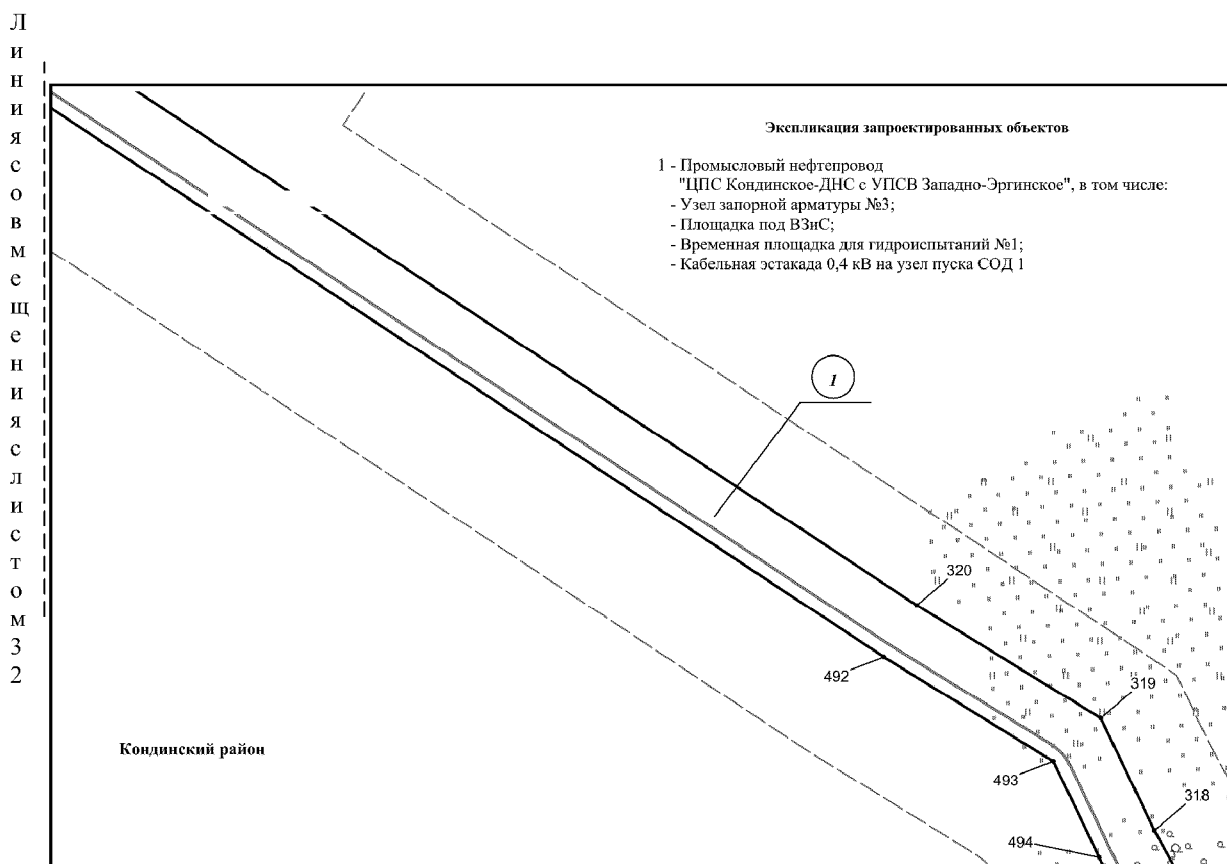 Линия совмещения с листом 32
Экспликация запроектированных объектов
1 - Промысловый нефтепровод
"ЦПС Кондинское-ДНС с УПСВ Западно-Эргинское", в том числе:
- Узел запорной арматуры №3;
- Площадка под ВЗиС;
- Временная площадка для гидроиспытаний №1;
- Кабельная эстакада 0,4 кВ на узел пуска СОД 1
1
320
492
319
Кондинский район
493
318
494